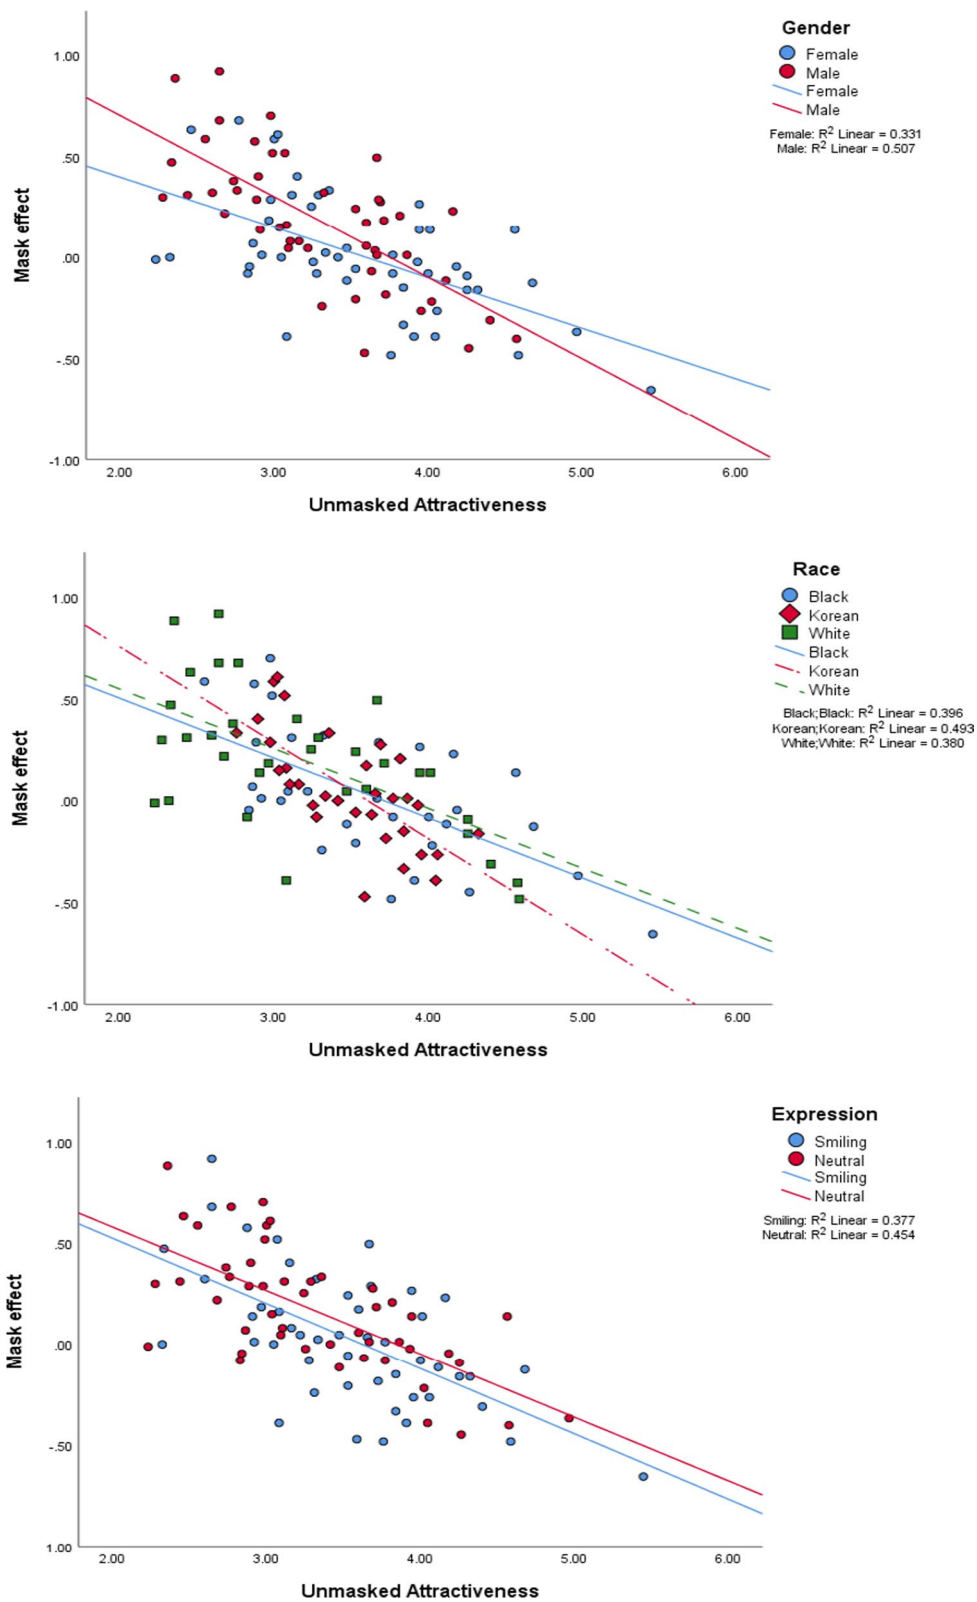 Gender
Female
Male
Female
Male
Female: R2 Linear = 0.331
Male: R2 Linear = 0.507
1.00
.50
.00
-.50
-1.00
Mask effect
2.00 3.00 4.00 5.00 6.00
Unmasked Attractiveness
Race
Black
Korean
White
Black
Korean
White
Black;Black: R2 Linear = 0.396
Korean;Korean: R2 Linear = 0.493
White;White: R2 Linear = 0.380
1.00
.50
.00
-.50
-1.00
Mask effect
2.00 3.00 4.00 5.00 6.00
Unmasked Attractiveness
Expression
Smiling
Neutral
Smiling
Neutral
Smiling: R2 Linear = 0.377
Neutral: R2 Linear = 0.454
1.00
.50
.00
-.50
1.00
Mask effect
2.00 3.00 4.00 5.00 6.00
Unmasked Attractiveness